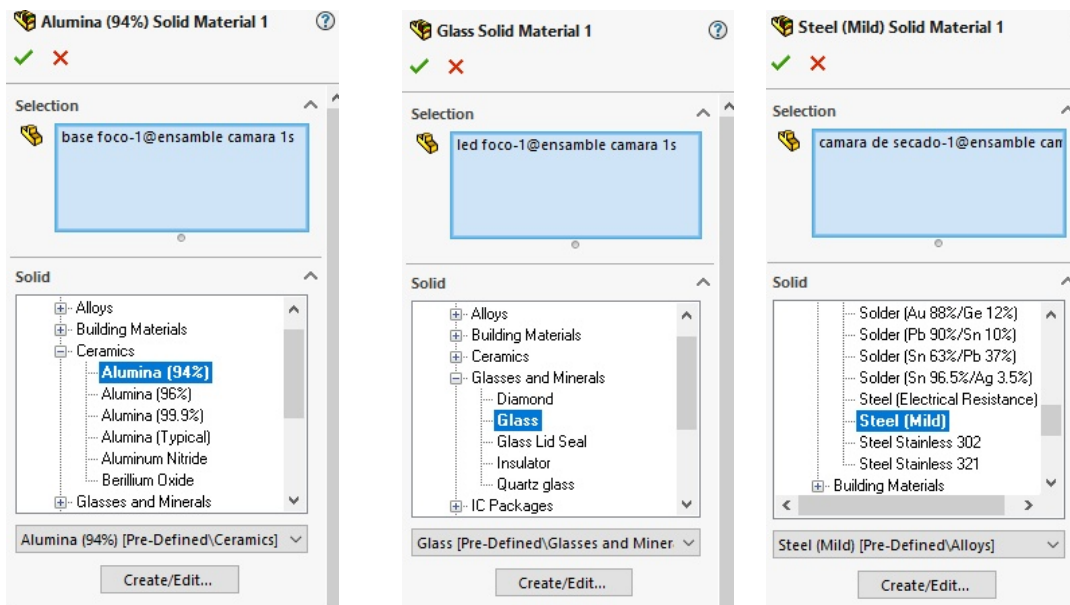 Alumina (94%) Solid Material 1
Selection
base foco-1@ensamble camara 1s
Solid
Alloys
Building Materials
Ceramics
Alumina (94%)
Alumina (96%)
Alumina (99.9%)
Alumina (Typical)
Aluminum Nitride
Berillium Oxide
Glasses and Minerals
Alumina (94%) [Pre-Defined\Ceramics]
Create/Edit...
Glass Solid Material 1
Selection
led foco-1@ensamble camara 1s
Solid
Alloys
Building Materials
Ceramics
Glasses and Minerals
Diamond
Glass
Glass Lid Seal
Insulator
Quartz glass
IC Packages
Glass [Pre-Defined\Glasses and Miner
Create/Edit...
Steel (Mild) Solid Material 1
Selection
camara de secado-1@ensamble cam
Solid
Solder (Au 88%/Ge 12%)
Solder (Pb 90%/Sn 10%)
Solder (Sn 63%/Pb 37%)
Solder (Sn 96.5%/Ag 3.5%)
Steel (Electrical Resistance)
Steel (Mild)
Steel Stainless 302
Steel Stainless 321
Building Materials
Steel (Mild) [Pre-Defined\Alloys]
Create/Edit...